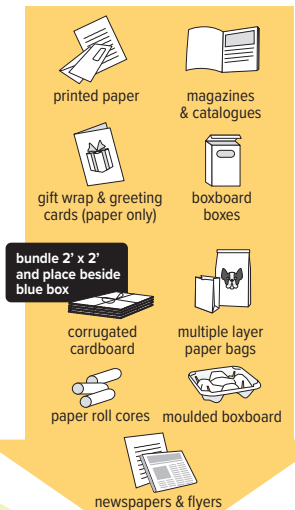 printed paper
magazines
& catalogues
gift wrap & greeting
cards (paper only)
boxboard
boxes
bundle 2’ x 2’
and place beside
blue box
corrugated
cardboard
multiple layer
paper bags
paper roll cores
moulded boxboard
newspapers & flyers